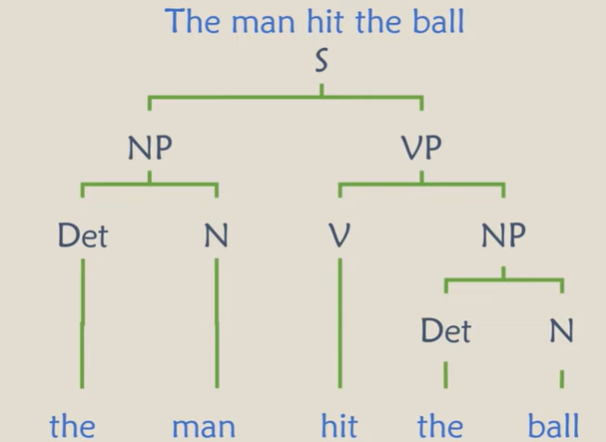 The man hit the ball
S
NP VP
Det N V NP
Det N
the man hit the ball